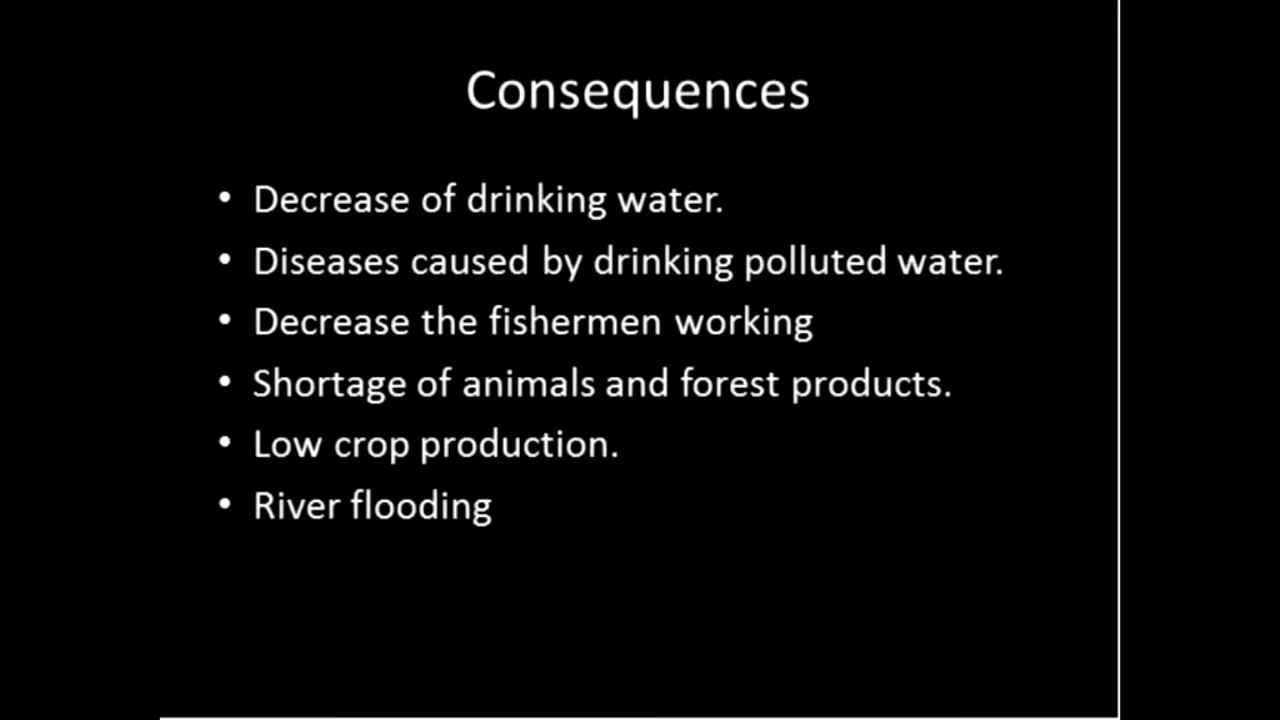 Consequences
• Decrease of drinking water.
• Diseases caused by drinking polluted water.
• Decrease the fishermen working
• Shortage of animals and forest products.
• Low crop production.
• River flooding